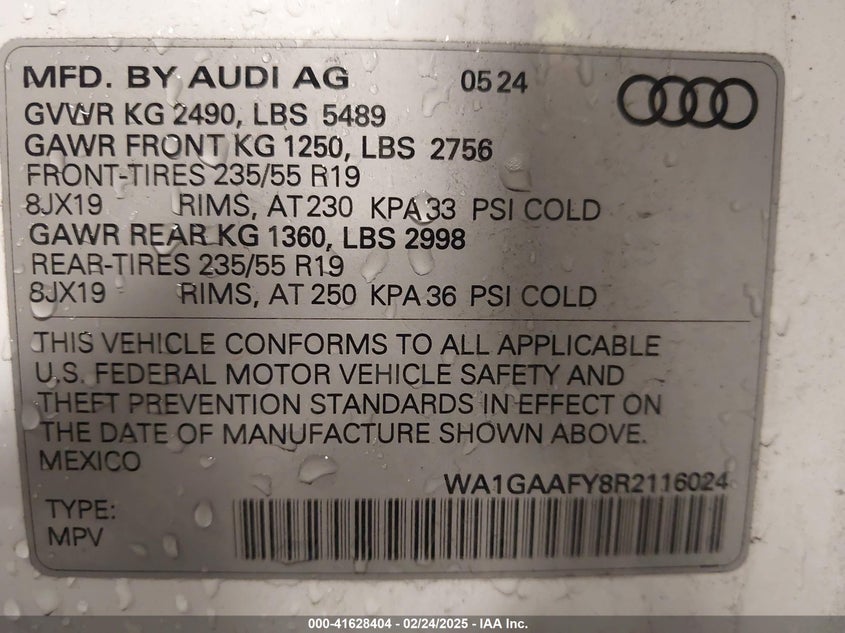 MFD. BY AUDI AG 0524
GVWR KG 2490, LBS 5489
GAWR FRONT KG 1250, LBS 2756
FRONT-TIRES 235/55 R19
8JX19 RIMS, AT 230 KPA 33 PSI COLD
GAWR REAR KG 1360, LBS 2998
REAR-TIRES 235/55 R19
8JX19 RIMS, AT 250 KPA 36 PSI COLD
THIS VEHICLE CONFORMS TO ALL APPLICABLE
U.S. FEDERAL MOTOR VEHICLE SAFETY AND
THEFT PREVENTION STANDARDS IN EFFECT ON
THE DATE OF MANUFACTURE SHOWN ABOVE.
MEXICO
WA1GAAFY8R2116024
TYPE:
MPV
000-41628404 - 02/24/2025 - IAA Inc.